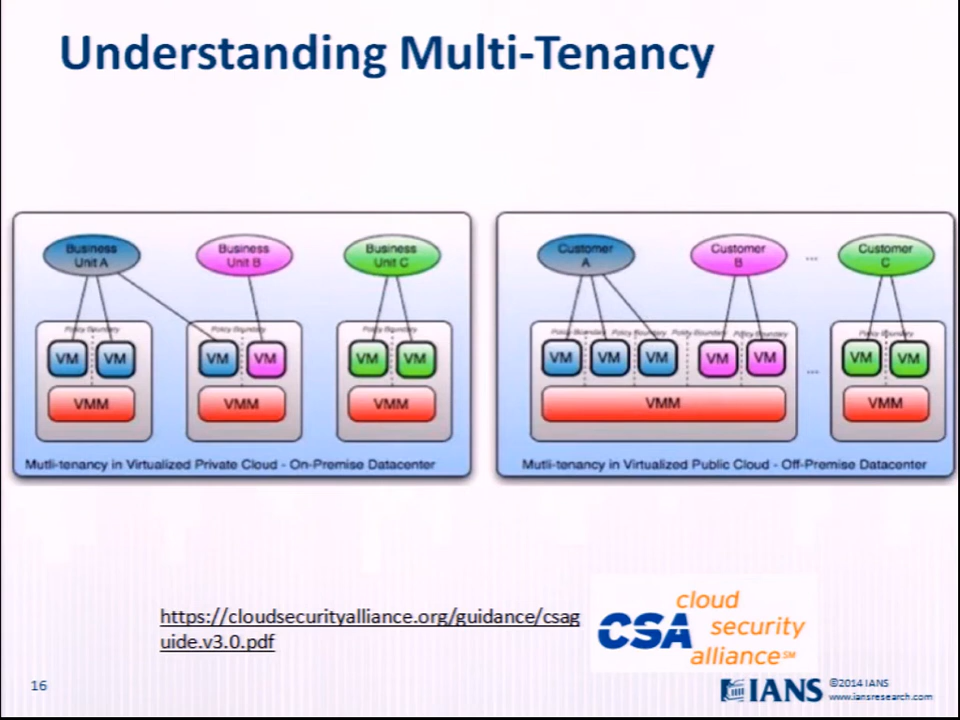 Understanding Multi-Tenancy
Business
Unit A
Business
Unit B
Business
Unit C
Policy Boundary
Policy Boundary
Policy Boundary
VM
VM
VM
VM
VM
VM
VMM
VMM
VMM
Mutli-tenancy in Virtualized Private Cloud - On-Premise Datacenter
Customer
A
Customer
B
...
Customer
C
Policy Boundary
Policy Boundary
Policy Boundary
Policy Boundary
Policy Boundary
VM
VM
VM
VM
VM
...
VM
VM
VMM
VMM
Mutli-tenancy in Virtualized Public Cloud - Off-Premise Datacenter
https://cloudsecurityalliance.org/guidance/csag
uide.v3.0.pdf
CSA
cloud
security
alliance℠
16
IANS
©2014 IANS
www.iansresearch.com